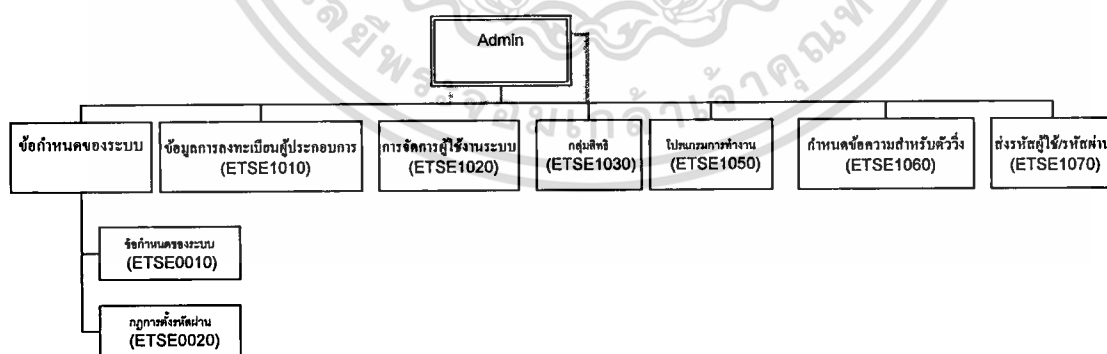 Admin
ข้อกำหนดของระบบ
ข้อมูลการลงทะเบียนผู้ประกอบการ
(ETSE1010)
การจัดการผู้ใช้งานระบบ
(ETSE1020)
กลุ่มสิทธิ
(ETSE1030)
โปรแกรมการทำงาน
(ETSE1050)
กำหนดข้อความสำหรับตัววิ่ง
(ETSE1060)
ส่งรหัสผู้ใช้/รหัสผ่าน
(ETSE1070)
ข้อกำหนดของระบบ
(ETSE0010)
กฎการตั้งรหัสผ่าน
(ETSE0020)